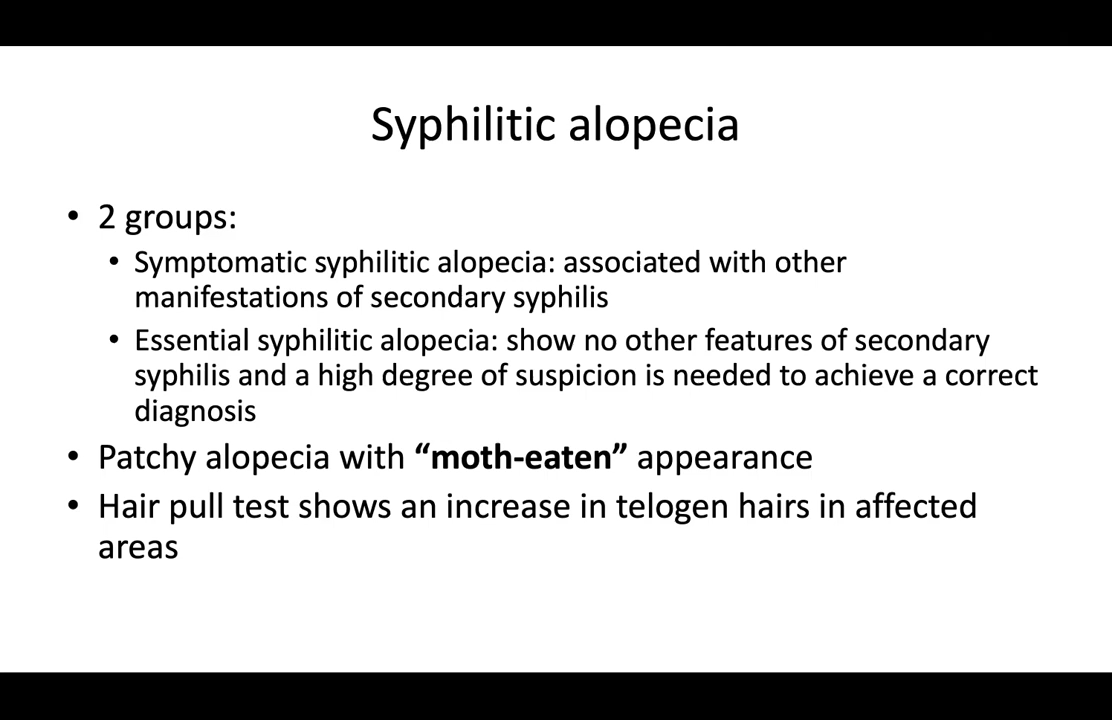 Syphilitic alopecia
• 2 groups:
• Symptomatic syphilitic alopecia: associated with other
manifestations of secondary syphilis
• Essential syphilitic alopecia: show no other features of secondary
syphilis and a high degree of suspicion is needed to achieve a correct
diagnosis
• Patchy alopecia with “moth-eaten” appearance
• Hair pull test shows an increase in telogen hairs in affected
areas